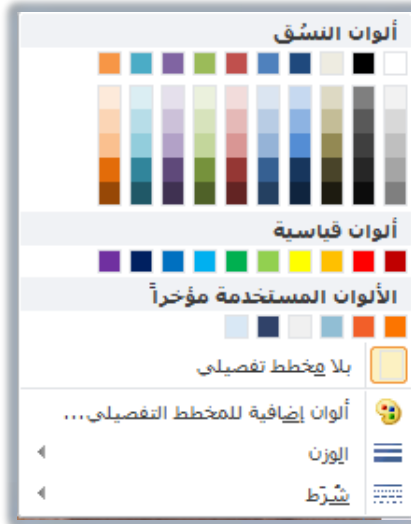 ألوان النسُق
ألوان قياسية
الألوان المستخدمة مؤخراً
بلا مخطط تفصيلي
ألوان إضافية للمخطط التفصيلي...
الوزن
شُرَط